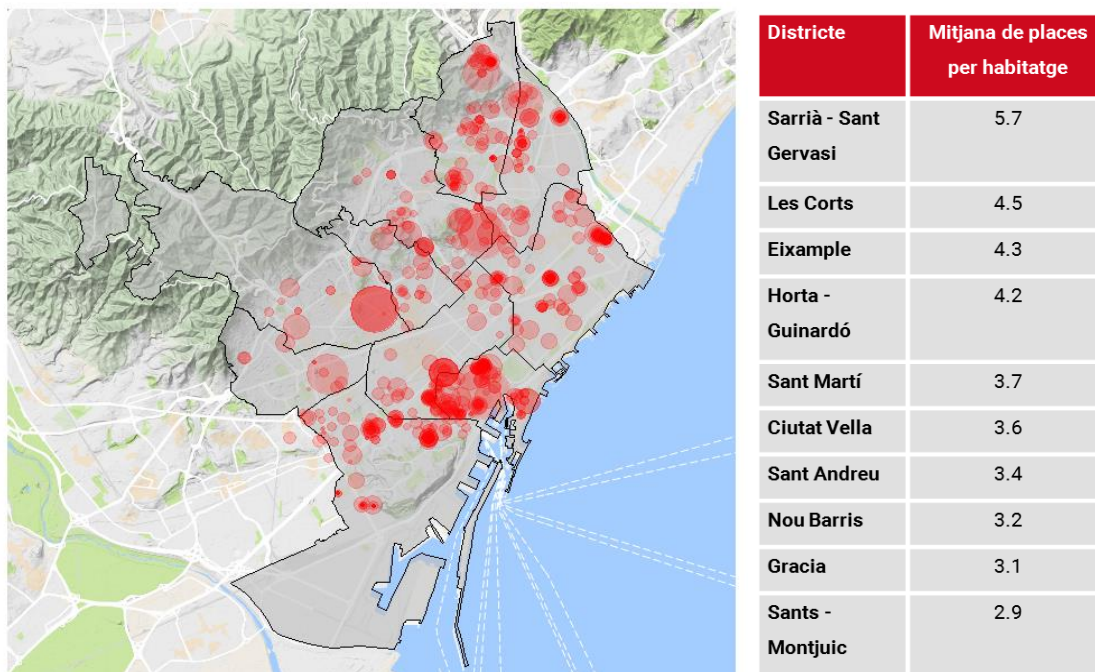 Districte
Mitjana de places
per habitatge
Sarrià - Sant
Gervasi
5.7
Les Corts
4.5
Eixample
4.3
Horta -
Guinardó
4.2
Sant Martí
3.7
Ciutat Vella
3.6
Sant Andreu
3.4
Nou Barris
3.2
Gracia
3.1
Sants -
Montjuic
2.9